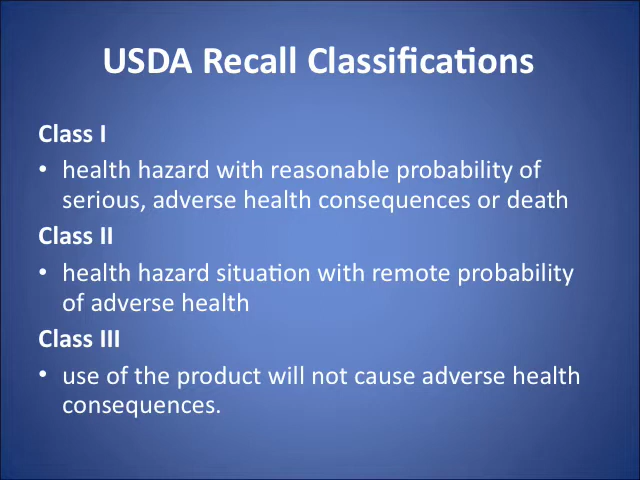 USDA Recall Classifications
Class I
• health hazard with reasonable probability of
serious, adverse health consequences or death
Class II
• health hazard situation with remote probability
of adverse health
Class III
• use of the product will not cause adverse health
consequences.